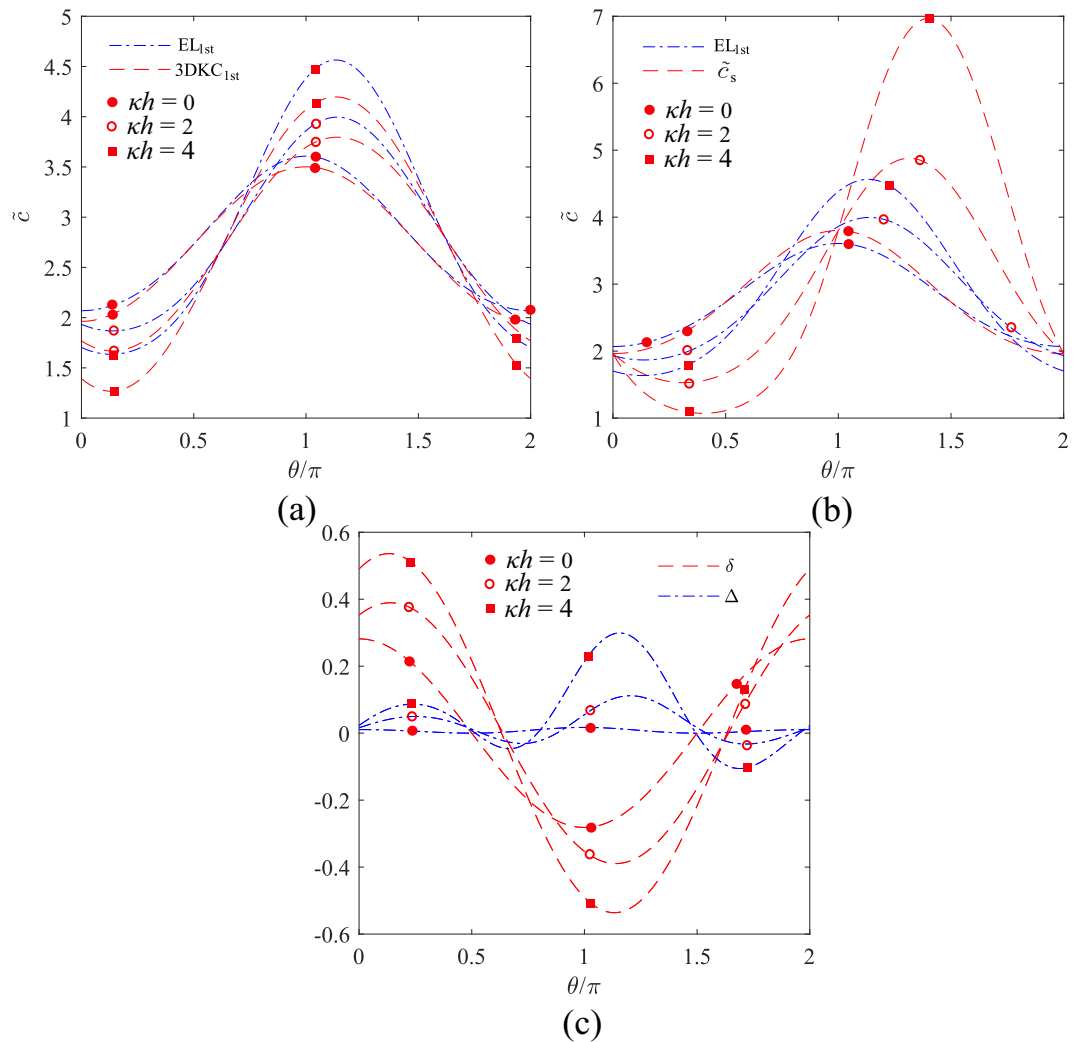 5
4.5
4
3.5
3
2.5
2
1.5
1
c̃
EL1st
3DKC1st
κh = 0
κh = 2
κh = 4
0 0.5 1 1.5 2
θ/π
(a)
7
6
5
4
3
2
1
c̃
EL1st
c̃s
κh = 0
κh = 2
κh = 4
0 0.5 1 1.5 2
θ/π
(b)
0.6
0.4
0.2
0
-0.2
-0.4
-0.6
κh = 0
κh = 2
κh = 4
δ
Δ
0 0.5 1 1.5 2
θ/π
(c)